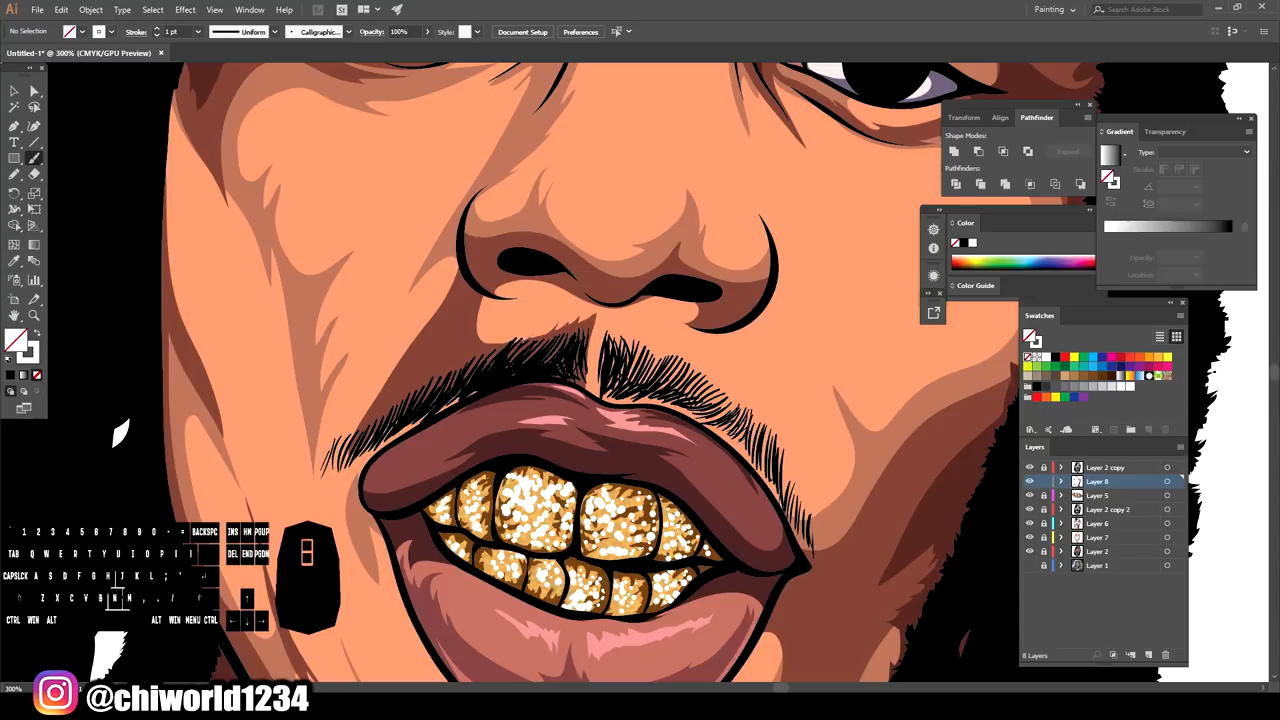 Ai File Edit Object Type Select Effect View Window Help Br St Painting Search Adobe Stock
No Selection Stroke: 1 pt Uniform Calligraphic... Opacity: 100% Style: Document Setup Preferences
Untitled-1* @ 300% (CMYK/GPU Preview)
Transform Align Pathfinder
Shape Modes:
Expand
Pathfinders:
Gradient Transparency
Type:
Stroke:
Opacity:
Location:
Color
Color Guide
Swatches
Layers
Layer 2 copy
Layer 8
Layer 5
Layer 2 copy 2
Layer 6
Layer 7
Layer 2
Layer 1
8 Layers
1 2 3 4 5 6 7 8 9 0 - = BACKSPC INS HM PGUP
TAB Q W E R T Y U I O P [ ] DEL END PGDN
CAPSLCK A S D F G H J K L ; '
Z X C V B N M , . /
CTRL WIN ALT ALT WIN MENU CTRL
300%
@chiworld1234